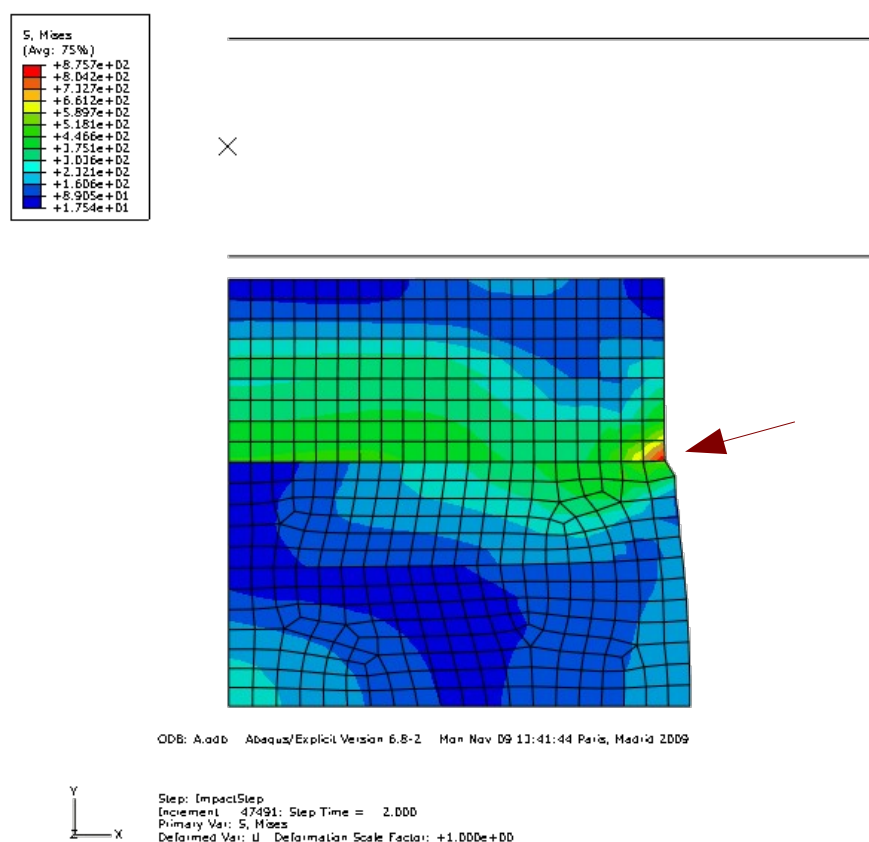 S, Mises
(Avg: 75%)
+8.757e+02
+8.042e+02
+7.327e+02
+6.612e+02
+5.897e+02
+5.181e+02
+4.466e+02
+3.751e+02
+3.036e+02
+2.321e+02
+1.606e+02
+8.905e+01
+1.754e+01
ODB: A.odb Abaqus/Explicit Version 6.8-2 Mon Nov 09 13:41:44 Paris, Madrid 2009
Y
Z X
Step: ImpactStep
Increment 47491: Step Time = 2.000
Primary Var: S, Mises
Deformed Var: U Deformation Scale Factor: +1.000e+00